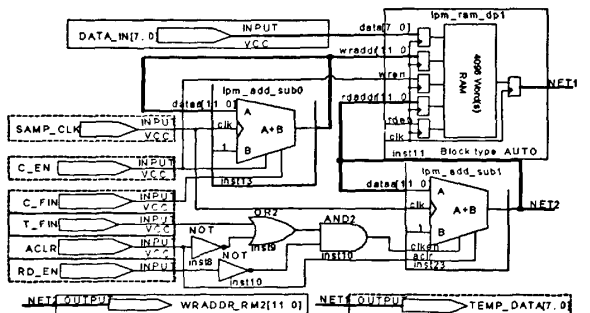 DATA_IN[7..0]
INPUT
VCC
data[7..0]
wraddr[11..0]
wren
rdaddr[11..0]
rden
clk
lpm_ram_dp1
4096 Word(s)
RAM
NET1
inst11
Block type AUTO
lpm_add_sub0
dataa[11..0]
A
A+B
clk
1
B
inst13
SAMP_CLK
INPUT
VCC
C_EN
INPUT
VCC
C_FIN
INPUT
VCC
T_FIN
INPUT
VCC
ACLR
INPUT
VCC
RD_EN
INPUT
VCC
NOT
inst8
NOT
inst10
OR2
inst9
AND2
inst10
lpm_add_sub1
dataa[11..0]
A
A+B
clk
1
B
clken
aclr
inst23
NET2
OUTPUT
WRADDR_RM2[11..0]
OUTPUT
TEMP_DATA[7..0]